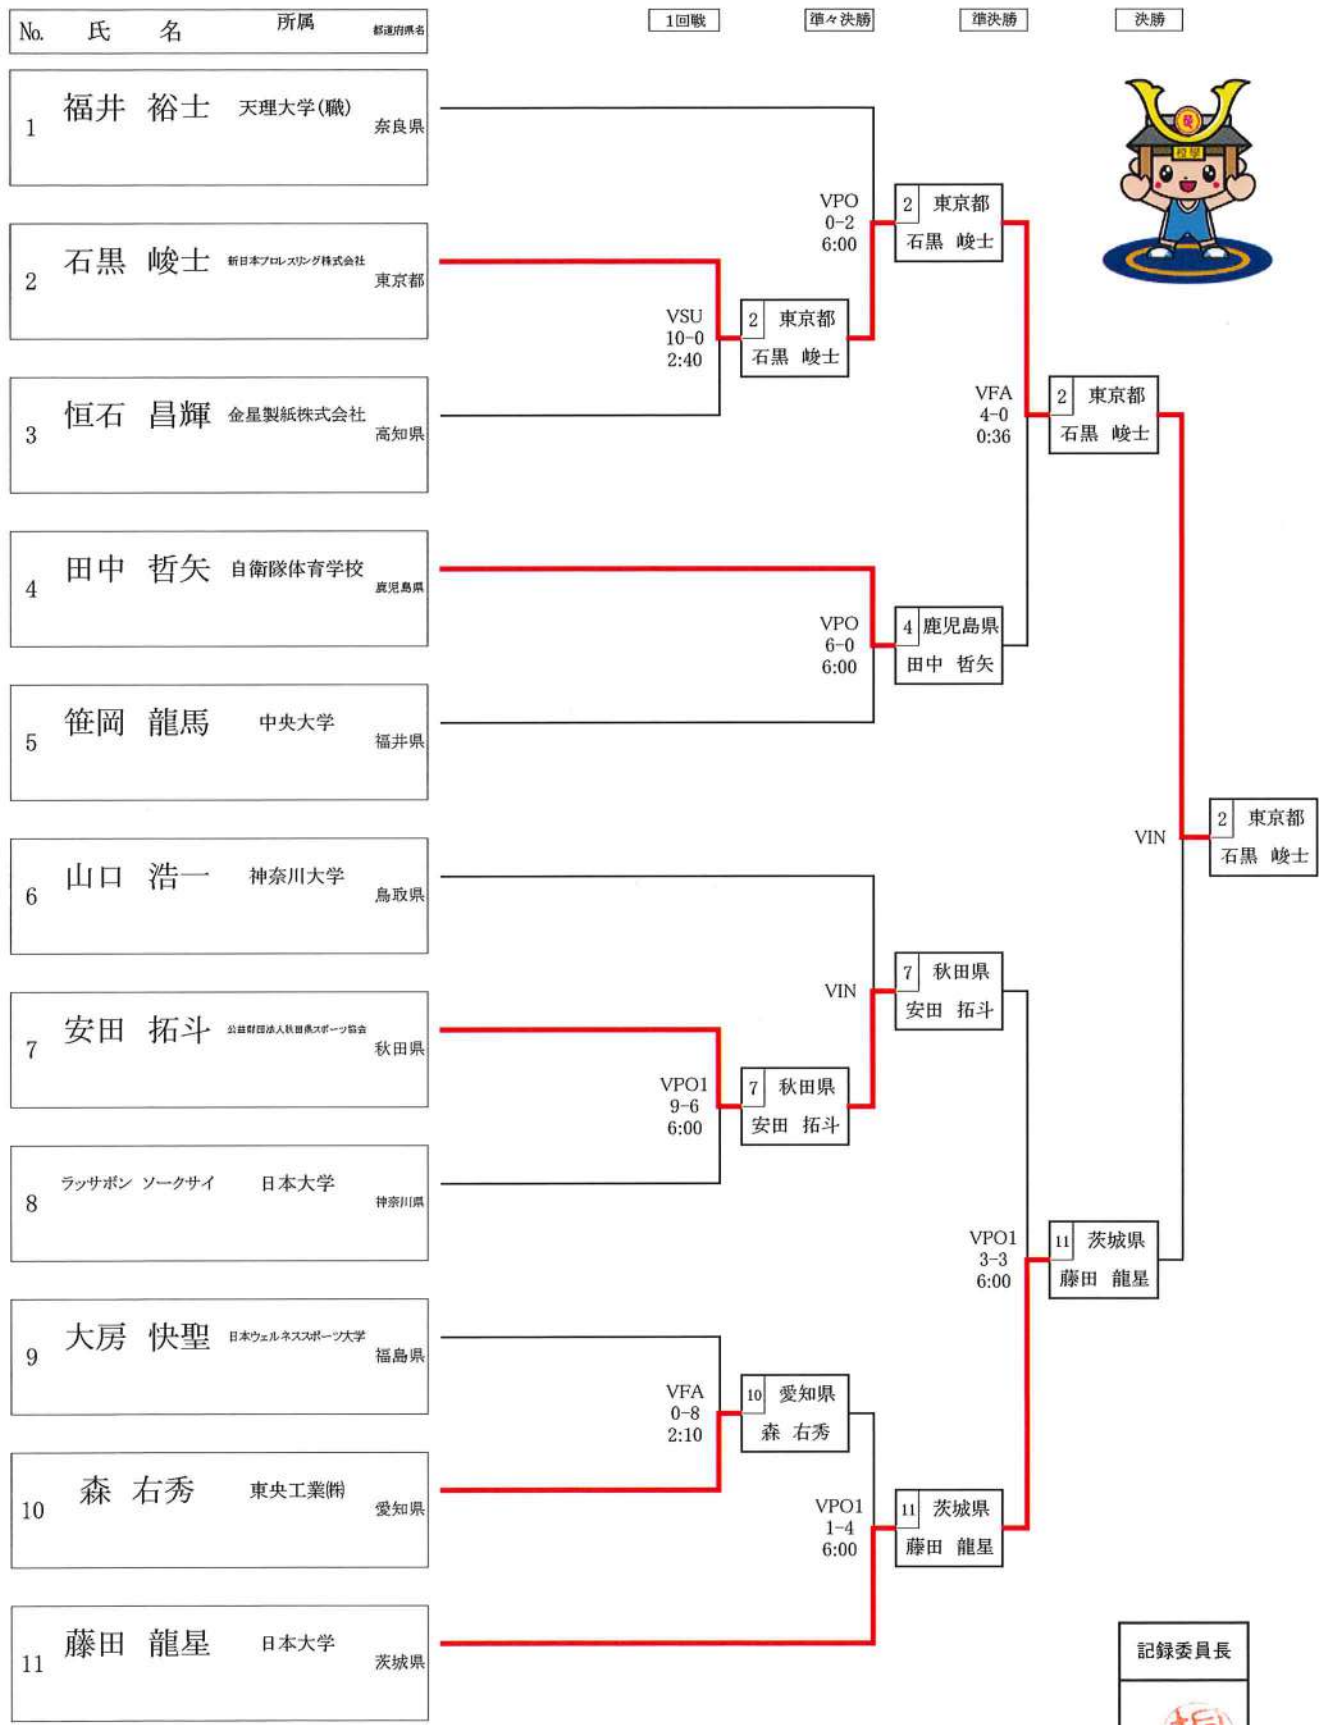 No. 氏 名 所属 都道府県名 1回戦 準々決勝 準決勝 決勝
1 福井 裕士 天理大学(職) 奈良県
2 石黒 峻士 新日本プロレスリング株式会社 東京都
3 恒石 昌輝 金星製紙株式会社 高知県
4 田中 哲矢 自衛隊体育学校 鹿児島県
5 笹岡 龍馬 中央大学 福井県
6 山口 浩一 神奈川大学 鳥取県
7 安田 拓斗 公益財団法人秋田県スポーツ協会 秋田県
8 ラッサポン ソークサイ 日本大学 神奈川県
9 大房 快聖 日本ウェルネススポーツ大学 福島県
10 森 右秀 東央工業㈱ 愛知県
11 藤田 龍星 日本大学 茨城県
VSU
10-0
2:40
2 東京都
石黒 峻士
VPO1
9-6
6:00
7 秋田県
安田 拓斗
VFA
0-8
2:10
10 愛知県
森 右秀
VPO
0-2
6:00
2 東京都
石黒 峻士
VPO
6-0
6:00
4 鹿児島県
田中 哲矢
VIN
7 秋田県
安田 拓斗
VPO1
1-4
6:00
11 茨城県
藤田 龍星
VFA
4-0
0:36
2 東京都
石黒 峻士
VPO1
3-3
6:00
11 茨城県
藤田 龍星
VIN
2 東京都
石黒 峻士
記録委員長